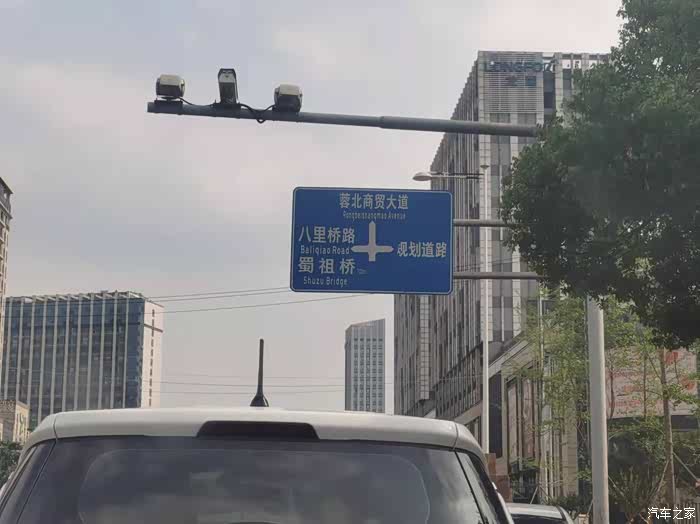 蓉北商贸大道
Rongbeishangmao Avenue
八里桥路
Baliqiao Road
规划道路
蜀祖桥
Shuzu Bridge
汽车之家